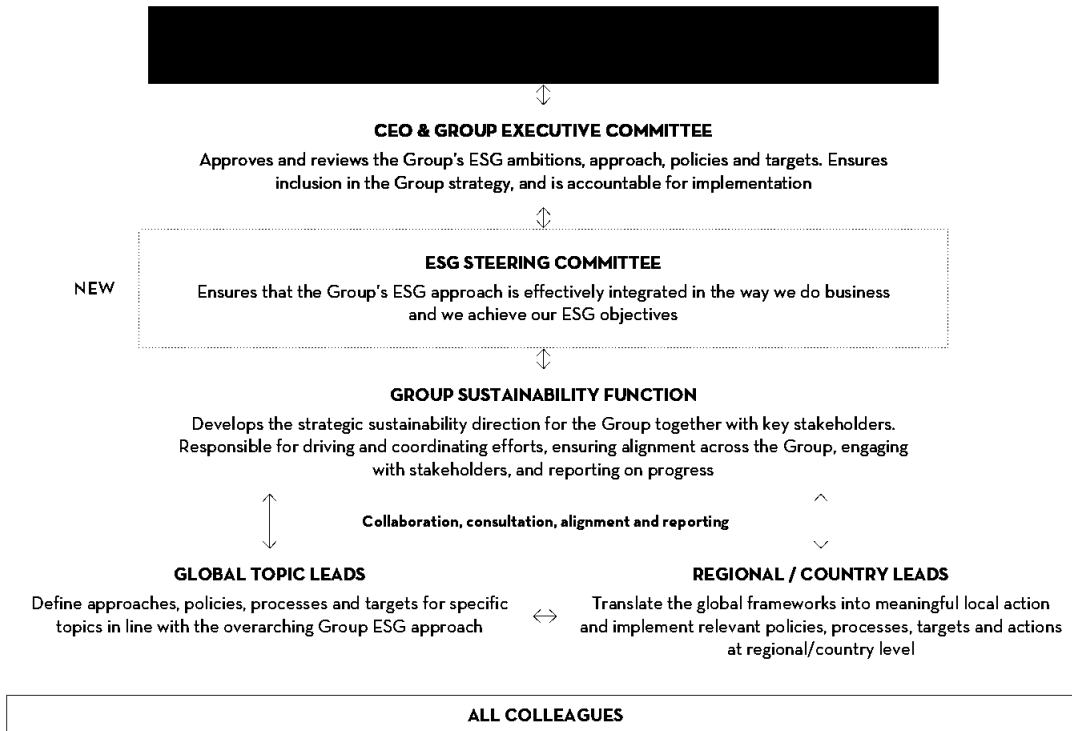 CEO & GROUP EXECUTIVE COMMITTEE
Approves and reviews the Group's ESG ambitions, approach, policies and targets. Ensures
inclusion in the Group strategy, and is accountable for implementation
NEW
ESG STEERING COMMITTEE
Ensures that the Group's ESG approach is effectively integrated in the way we do business
and we achieve our ESG objectives
GROUP SUSTAINABILITY FUNCTION
Develops the strategic sustainability direction for the Group together with key stakeholders.
Responsible for driving and coordinating efforts, ensuring alignment across the Group, engaging
with stakeholders, and reporting on progress
Collaboration, consultation, alignment and reporting
GLOBAL TOPIC LEADS
Define approaches, policies, processes and targets for specific
topics in line with the overarching Group ESG approach
REGIONAL / COUNTRY LEADS
Translate the global frameworks into meaningful local action
and implement relevant policies, processes, targets and actions
at regional/country level
ALL COLLEAGUES